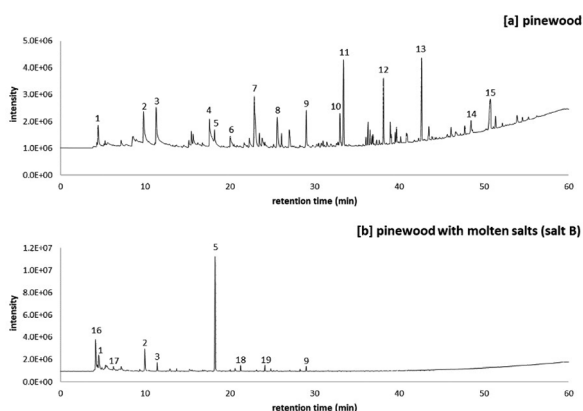 [a] pinewood
5.0E+06
4.0E+06
3.0E+06
2.0E+06
1.0E+06
0.0E+00
intensity
1
2
3
4
5
6
7
8
9
10
11
12
13
14
15
0 10 20 30 40 50 60
retention time (min)
[b] pinewood with molten salts (salt B)
1.2E+07
1.0E+07
8.0E+06
6.0E+06
4.0E+06
2.0E+06
0.0E+00
intensity
16
1
17
2
3
5
18
19
9
0 10 20 30 40 50 60
retention time (min)